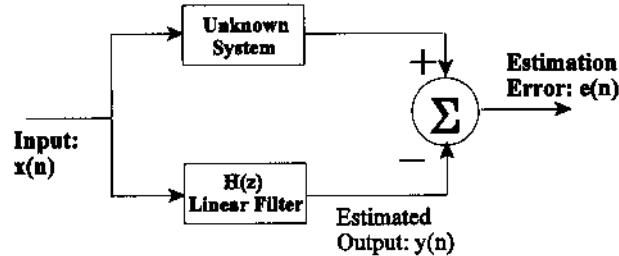 Unknown
System
+
Estimation
Error: e(n)
Σ
Input:
x(n)
−
H(z)
Linear Filter
Estimated
Output: y(n)